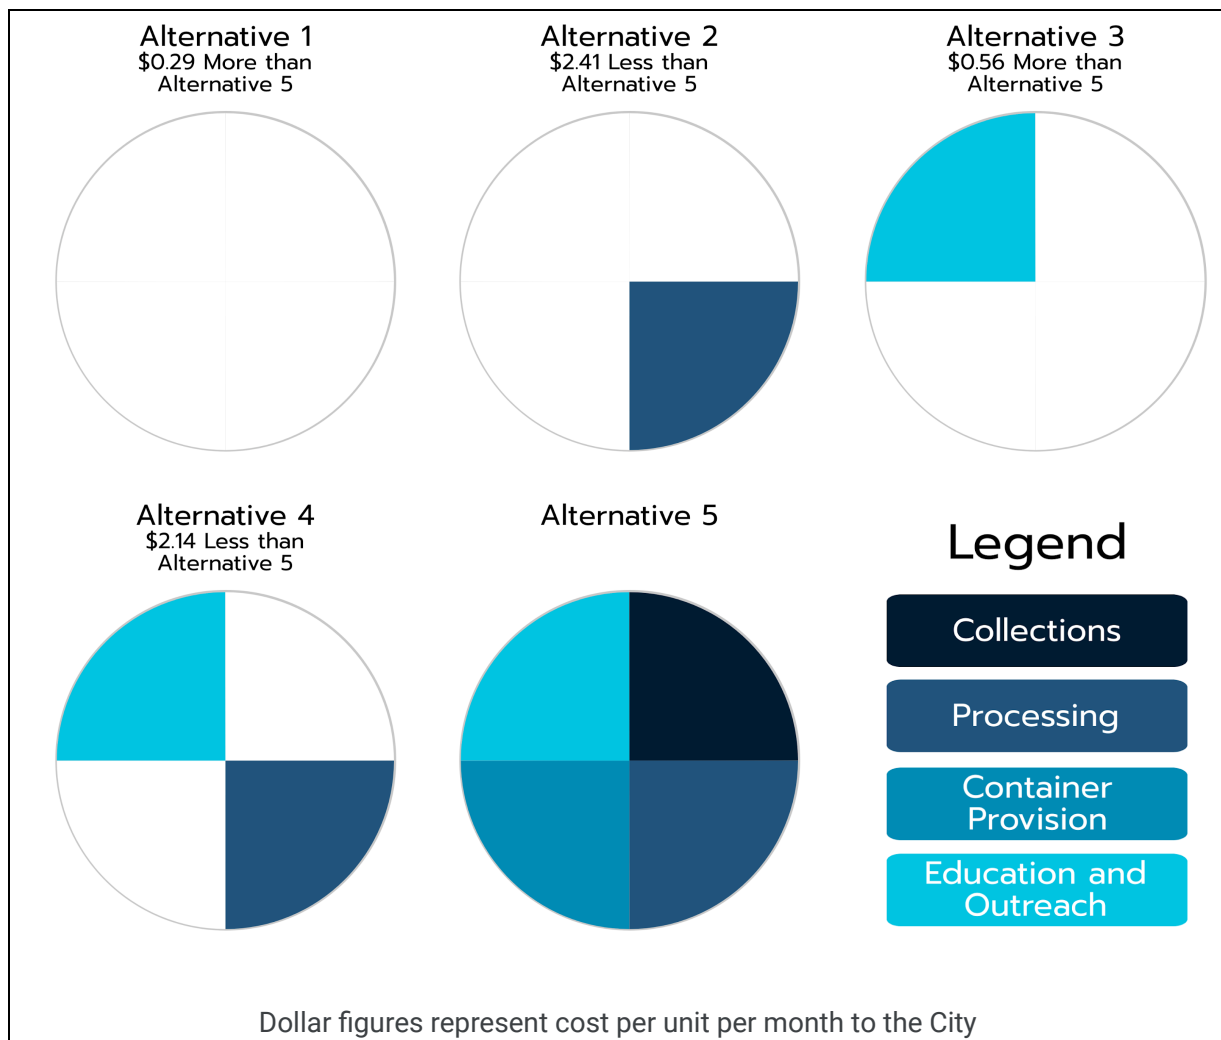 Alternative 1
$0.29 More than
Alternative 5
Alternative 2
$2.41 Less than
Alternative 5
Alternative 3
$0.56 More than
Alternative 5
Alternative 4
$2.14 Less than
Alternative 5
Alternative 5
Legend
Collections
Processing
Container
Provision
Education and
Outreach
Dollar figures represent cost per unit per month to the City